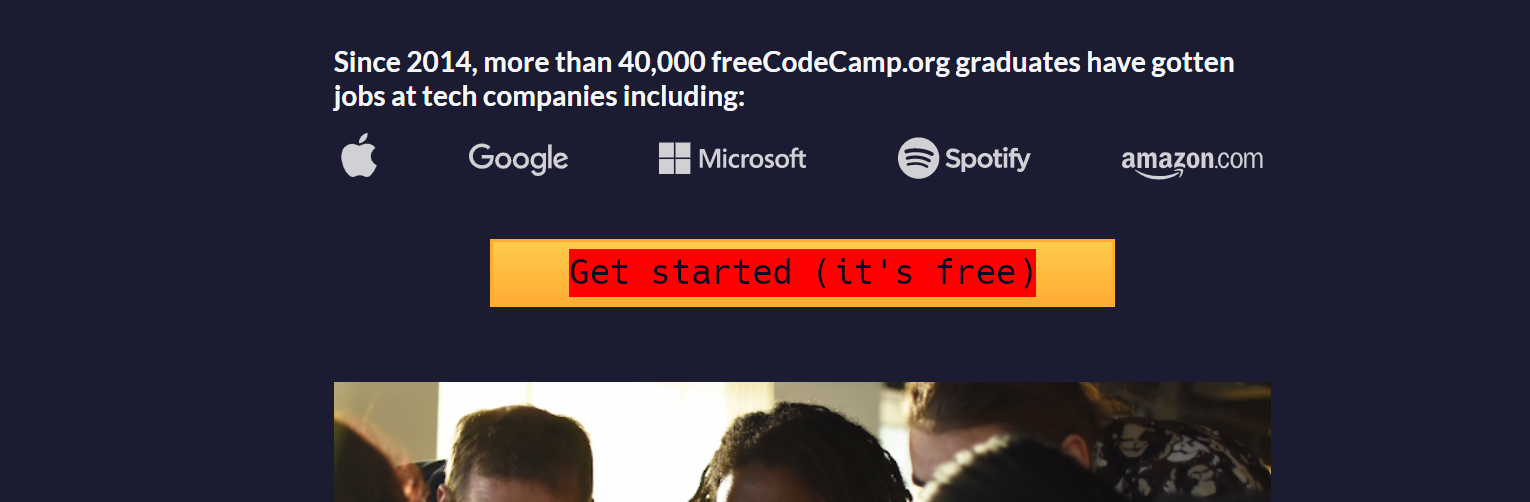 Since 2014, more than 40,000 freeCodeCamp.org graduates have gotten
jobs at tech companies including:
Google Microsoft Spotify amazon.com
Get started (it's free)